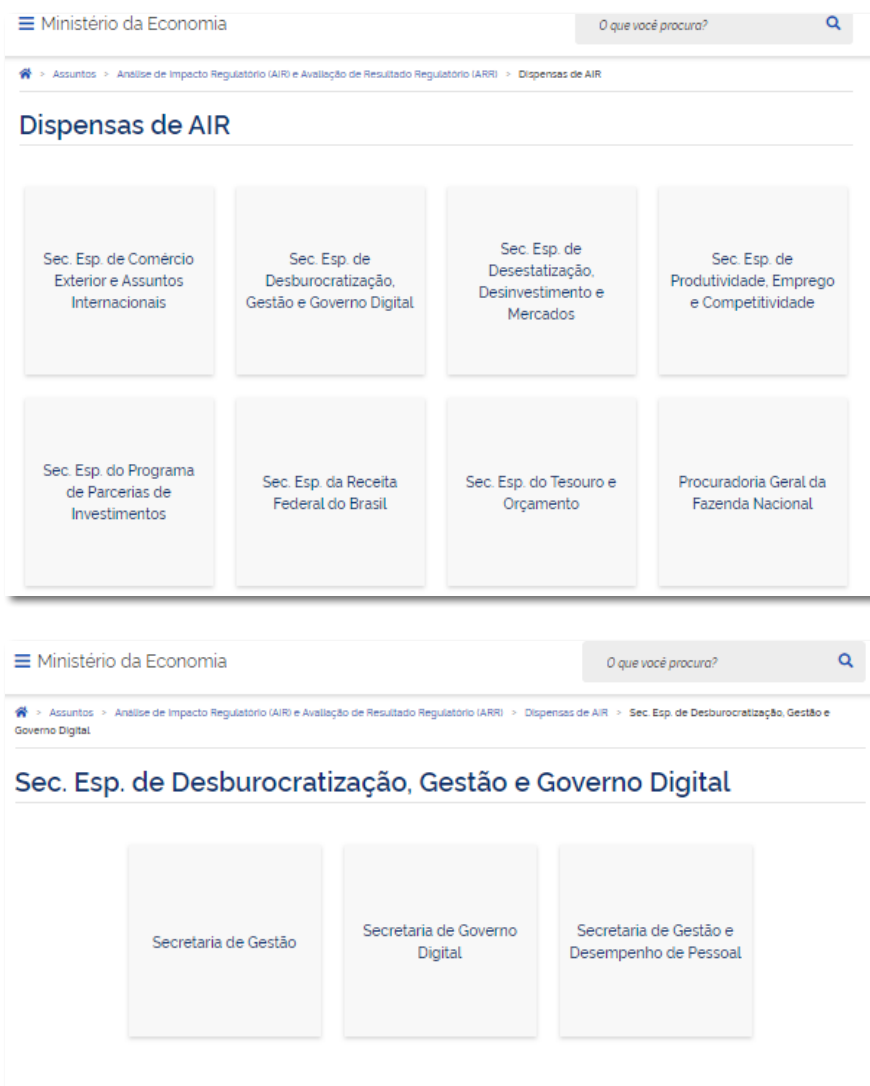 Ministério da Economia
O que você procura?
> Assuntos > Análise de Impacto Regulatório (AIR) e Avaliação de Resultado Regulatório (ARR) > Dispensas de AIR
Dispensas de AIR
Sec. Esp. de Comércio
Exterior e Assuntos
Internacionais
Sec. Esp. de
Desburocratização,
Gestão e Governo Digital
Sec. Esp. de
Desestatização,
Desinvestimento e
Mercados
Sec. Esp. de
Produtividade, Emprego
e Competitividade
Sec. Esp. do Programa
de Parcerias de
Investimentos
Sec. Esp. da Receita
Federal do Brasil
Sec. Esp. do Tesouro e
Orçamento
Procuradoria Geral da
Fazenda Nacional
Ministério da Economia
O que você procura?
> Assuntos > Análise de Impacto Regulatório (AIR) e Avaliação de Resultado Regulatório (ARR) > Dispensas de AIR > Sec. Esp. de Desburocratização, Gestão e
Governo Digital
Sec. Esp. de Desburocratização, Gestão e Governo Digital
Secretaria de Gestão
Secretaria de Governo
Digital
Secretaria de Gestão e
Desempenho de Pessoal